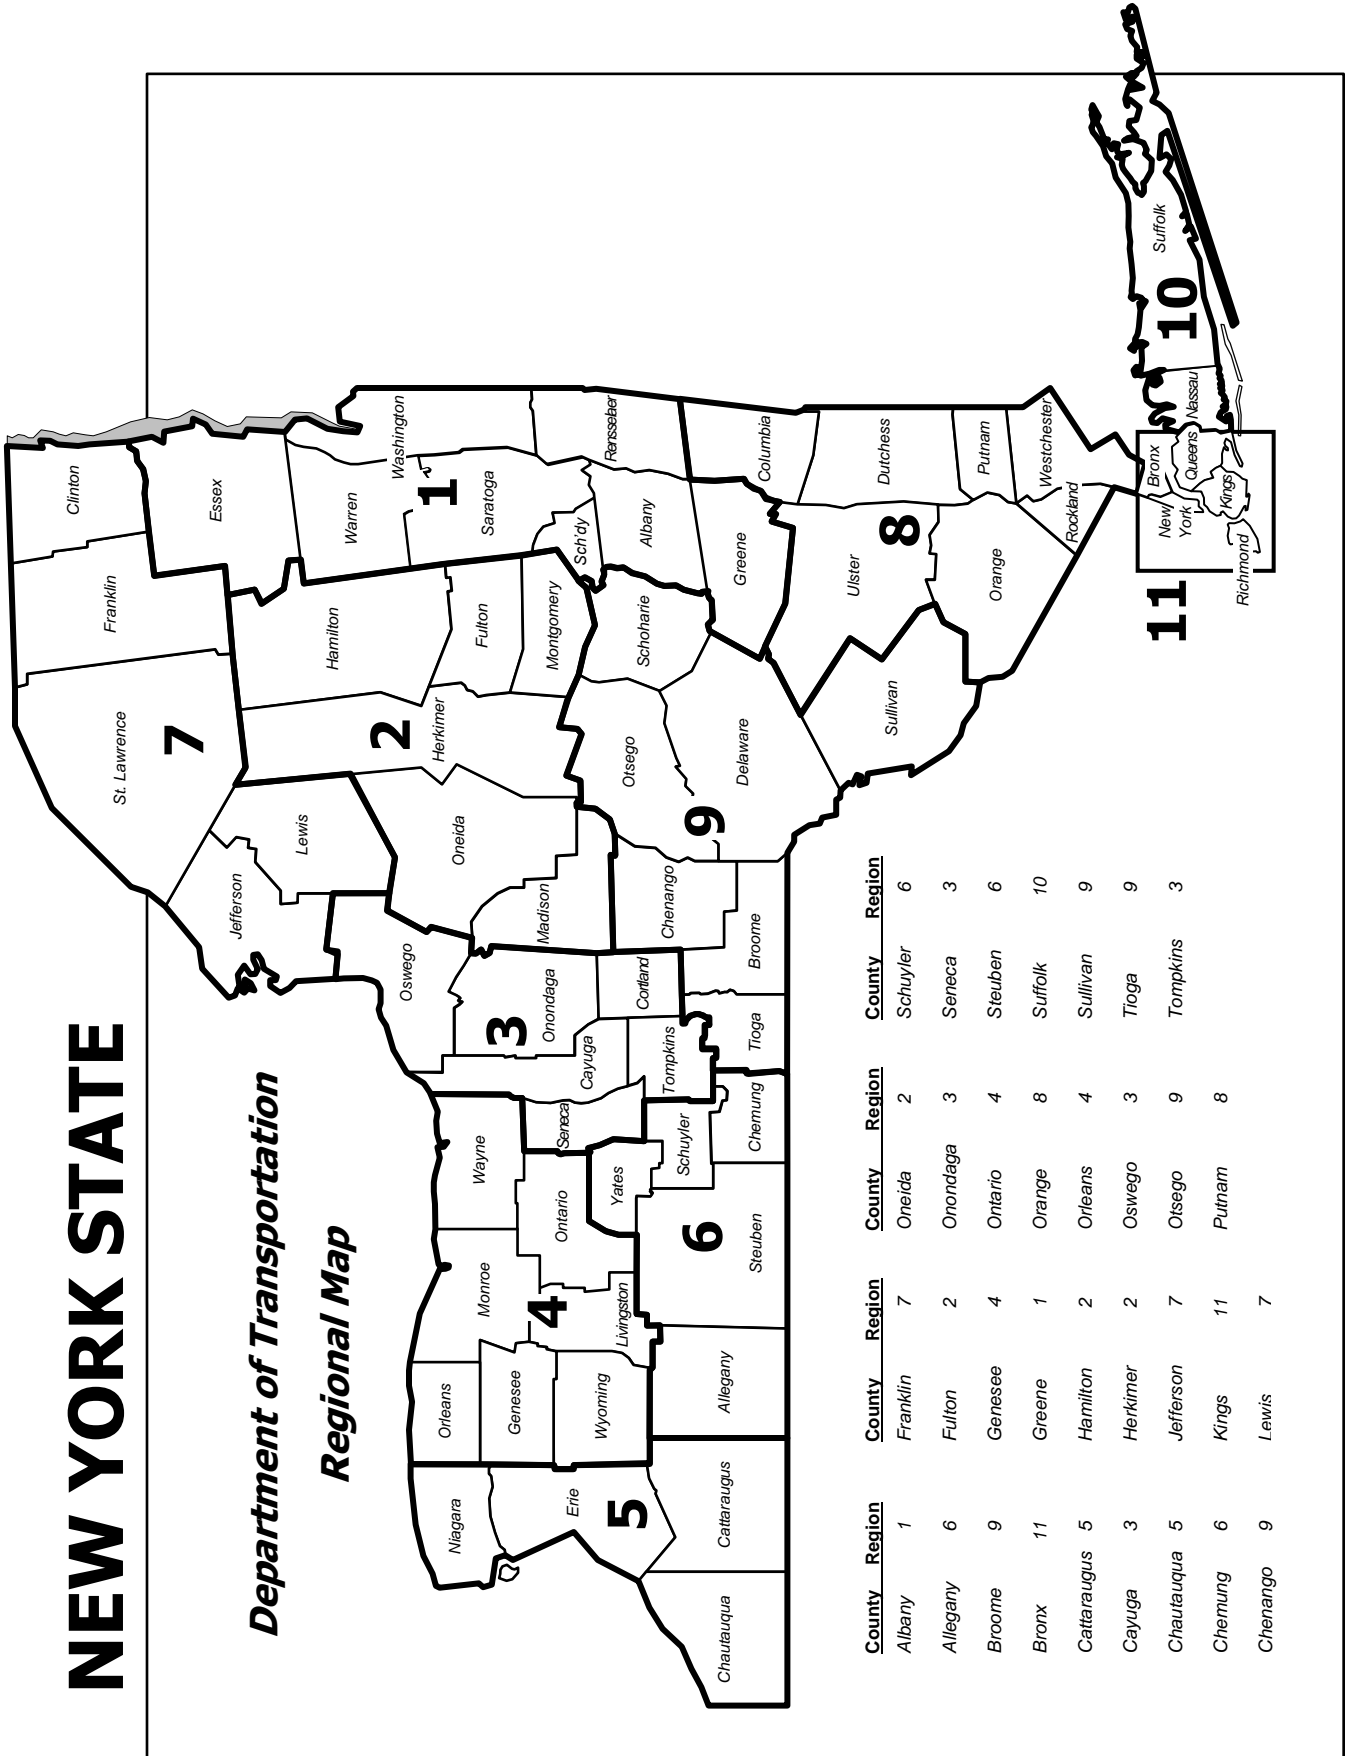 NEW YORK STATE
Department of Transportation
Regional Map
Clinton
Franklin
St. Lawrence
7
Essex
Jefferson
Lewis
Hamilton
Warren
Washington
1
2
Herkimer
Oswego
Oneida
Fulton
Saratoga
Niagara
Orleans
Monroe
Wayne
3
Onondaga
Madison
Montgomery
Sch'dy
Rensseber
Genesee
4
Ontario
Seneca
Cayuga
Erie
5
Wyoming
Livingston
Yates
Cortland
Otsego
Schoharie
Albany
Tompkins
Chenango
9
Schuyler
6
Greene
Columbia
Delaware
Chautauqua
Cattaraugus
Allegany
Steuben
Chemung
Tioga
Broome
Ulster
8
Dutchess
Sullivan
Orange
Putnam
Rockland
Westchester
11
Bronx
New
York
Queens
Kings
Richmond
Nassau
10
Suffolk
County Region County Region County Region County Region
Albany 1 Franklin 7 Oneida 2 Schuyler 6
Allegany 6 Fulton 2 Onondaga 3 Seneca 3
Broome 9 Genesee 4 Ontario 4 Steuben 6
Bronx 11 Greene 1 Orange 8 Suffolk 10
Cattaraugus 5 Hamilton 2 Orleans 4 Sullivan 9
Cayuga 3 Herkimer 2 Oswego 3 Tioga 9
Chautauqua 5 Jefferson 7 Otsego 9 Tompkins 3
Chemung 6 Kings 11 Putnam 8
Chenango 9 Lewis 7